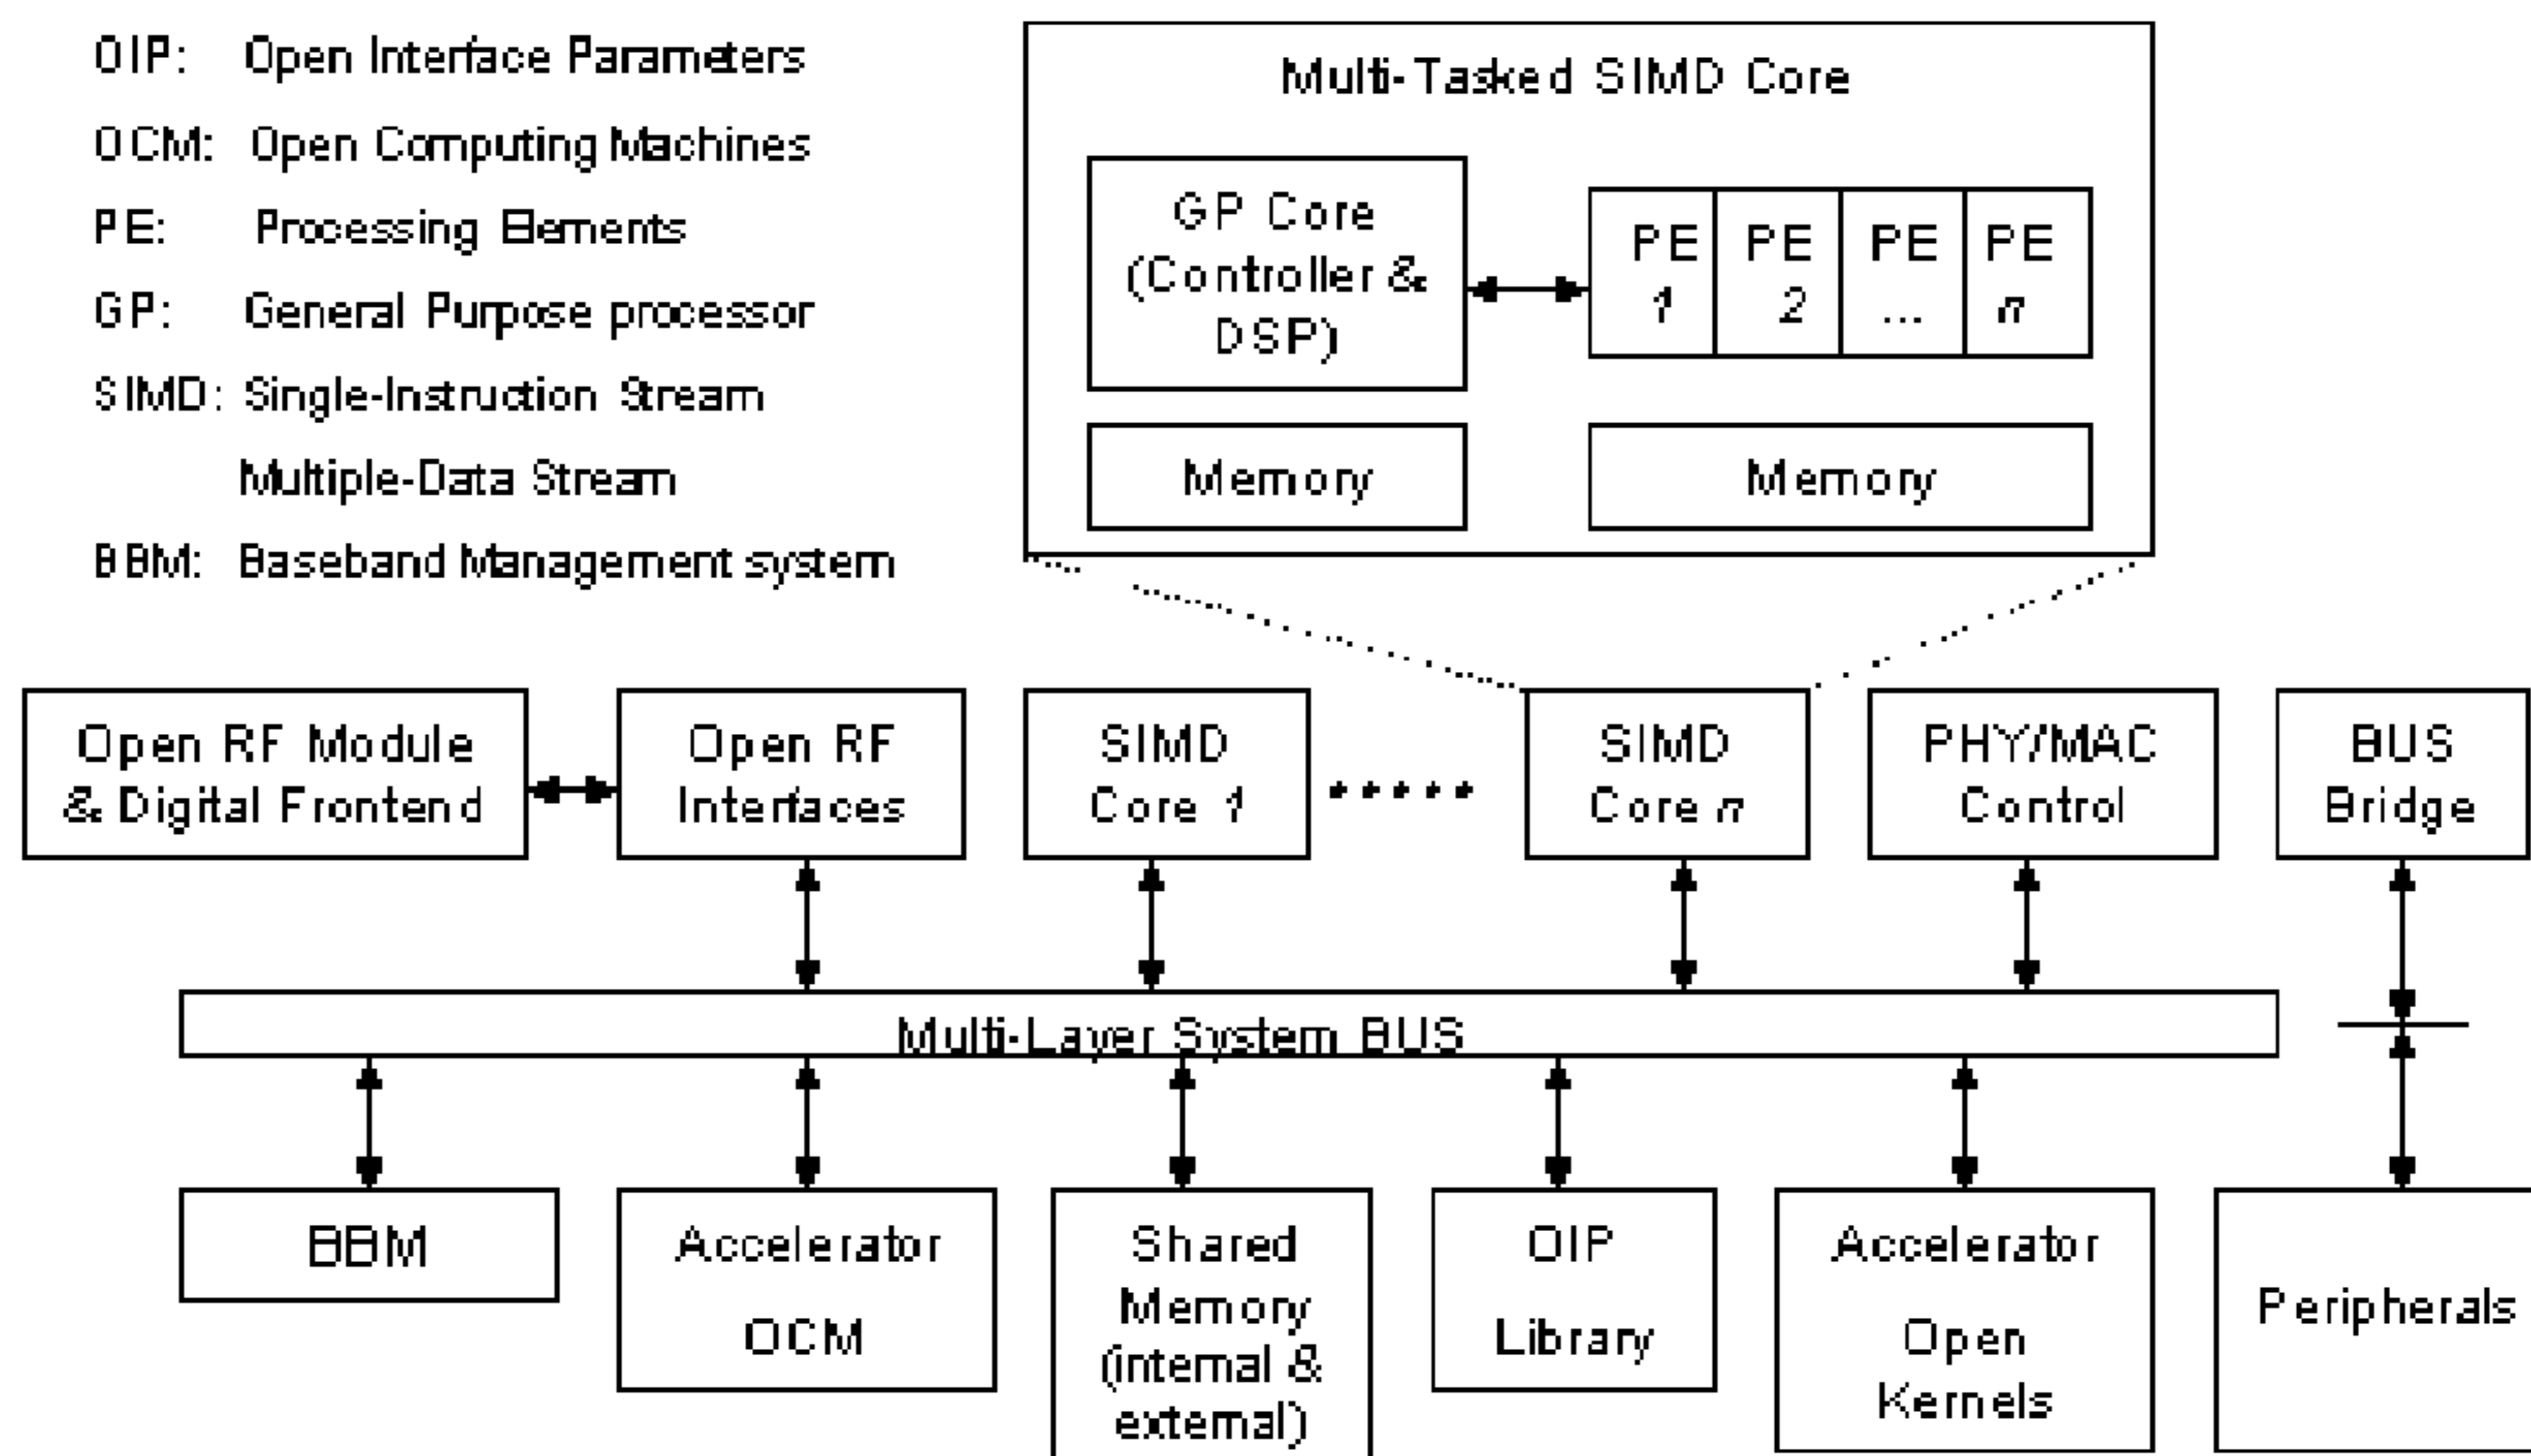 OIP: Open Interface Parameters
OCM: Open Computing Machines
PE: Processing Elements
GP: General Purpose processor
SIMD: Single-Instruction Stream
Multiple-Data Stream
BBM: Baseband Management system
Multi-Tasked SIMD Core
GP Core
(Controller &
DSP)
PE
1
PE
2
PE
...
PE
n
Memory
Memory
Open RF Module
& Digital Frontend
Open RF
Interfaces
SIMD
Core 1
SIMD
Core n
PHY/MAC
Control
BUS
Bridge
Multi-Layer System BUS
BBM
Accelerator
OCM
Shared
Memory
(internal &
external)
OIP
Library
Accelerator
Open
Kernels
Peripherals